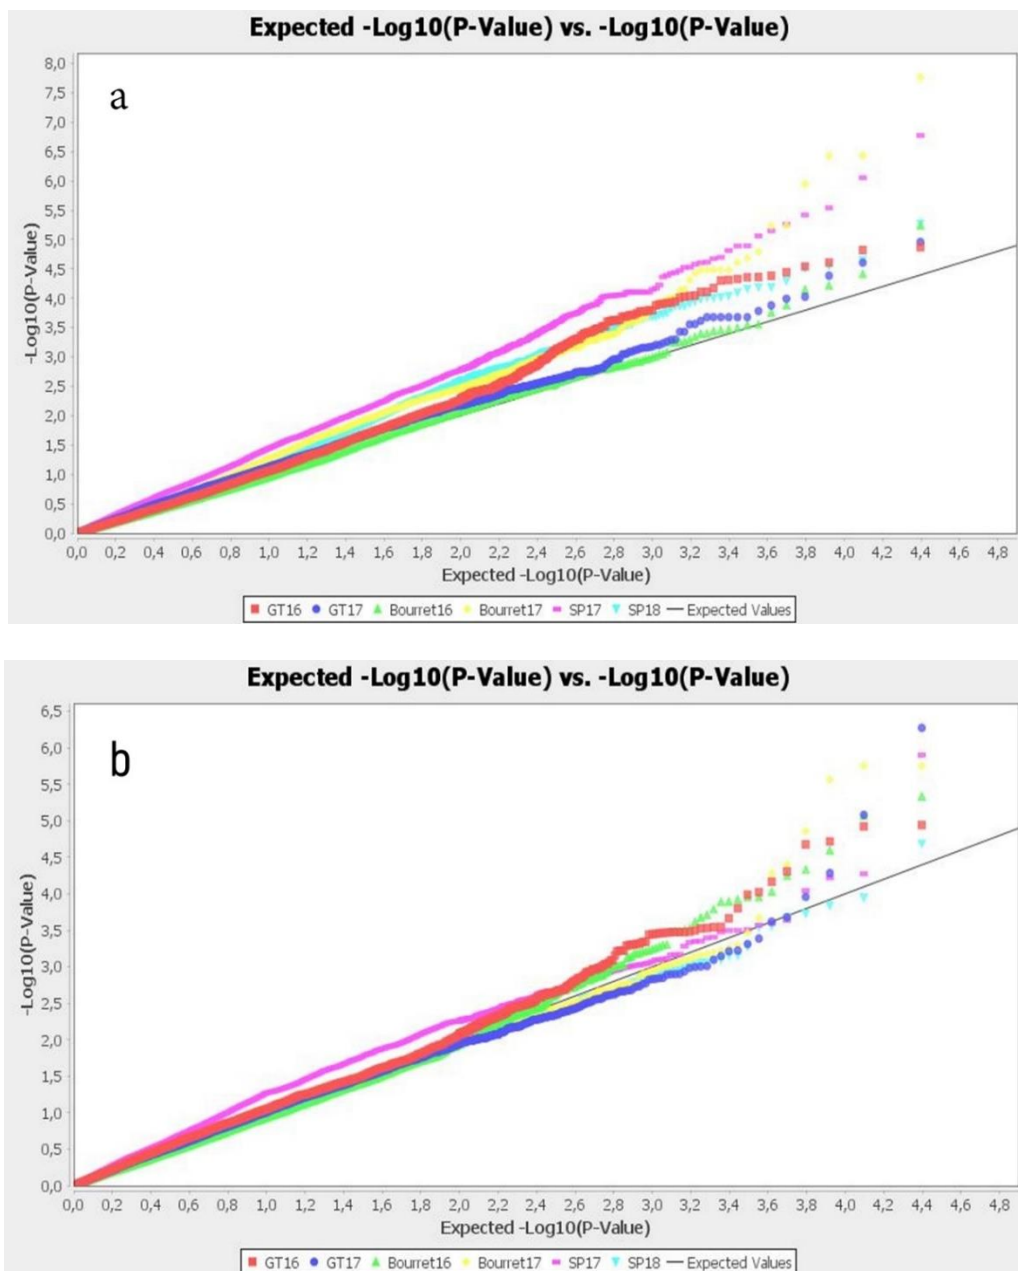 Expected -Log10(P-Value) vs. -Log10(P-Value)
a
-Log10(P-Value)
8,0
7,5
7,0
6,5
6,0
5,5
5,0
4,5
4,0
3,5
3,0
2,5
2,0
1,5
1,0
0,5
0,0
0,0 0,2 0,4 0,6 0,8 1,0 1,2 1,4 1,6 1,8 2,0 2,2 2,4 2,6 2,8 3,0 3,2 3,4 3,6 3,8 4,0 4,2 4,4 4,6 4,8
Expected -Log10(P-Value)
GT16 GT17 Bourret16 Bourret17 SP17 SP18 Expected Values
Expected -Log10(P-Value) vs. -Log10(P-Value)
b
-Log10(P-Value)
6,5
6,0
5,5
5,0
4,5
4,0
3,5
3,0
2,5
2,0
1,5
1,0
0,5
0,0
0,0 0,2 0,4 0,6 0,8 1,0 1,2 1,4 1,6 1,8 2,0 2,2 2,4 2,6 2,8 3,0 3,2 3,4 3,6 3,8 4,0 4,2 4,4 4,6 4,8
Expected -Log10(P-Value)
GT16 GT17 Bourret16 Bourret17 SP17 SP18 Expected Values